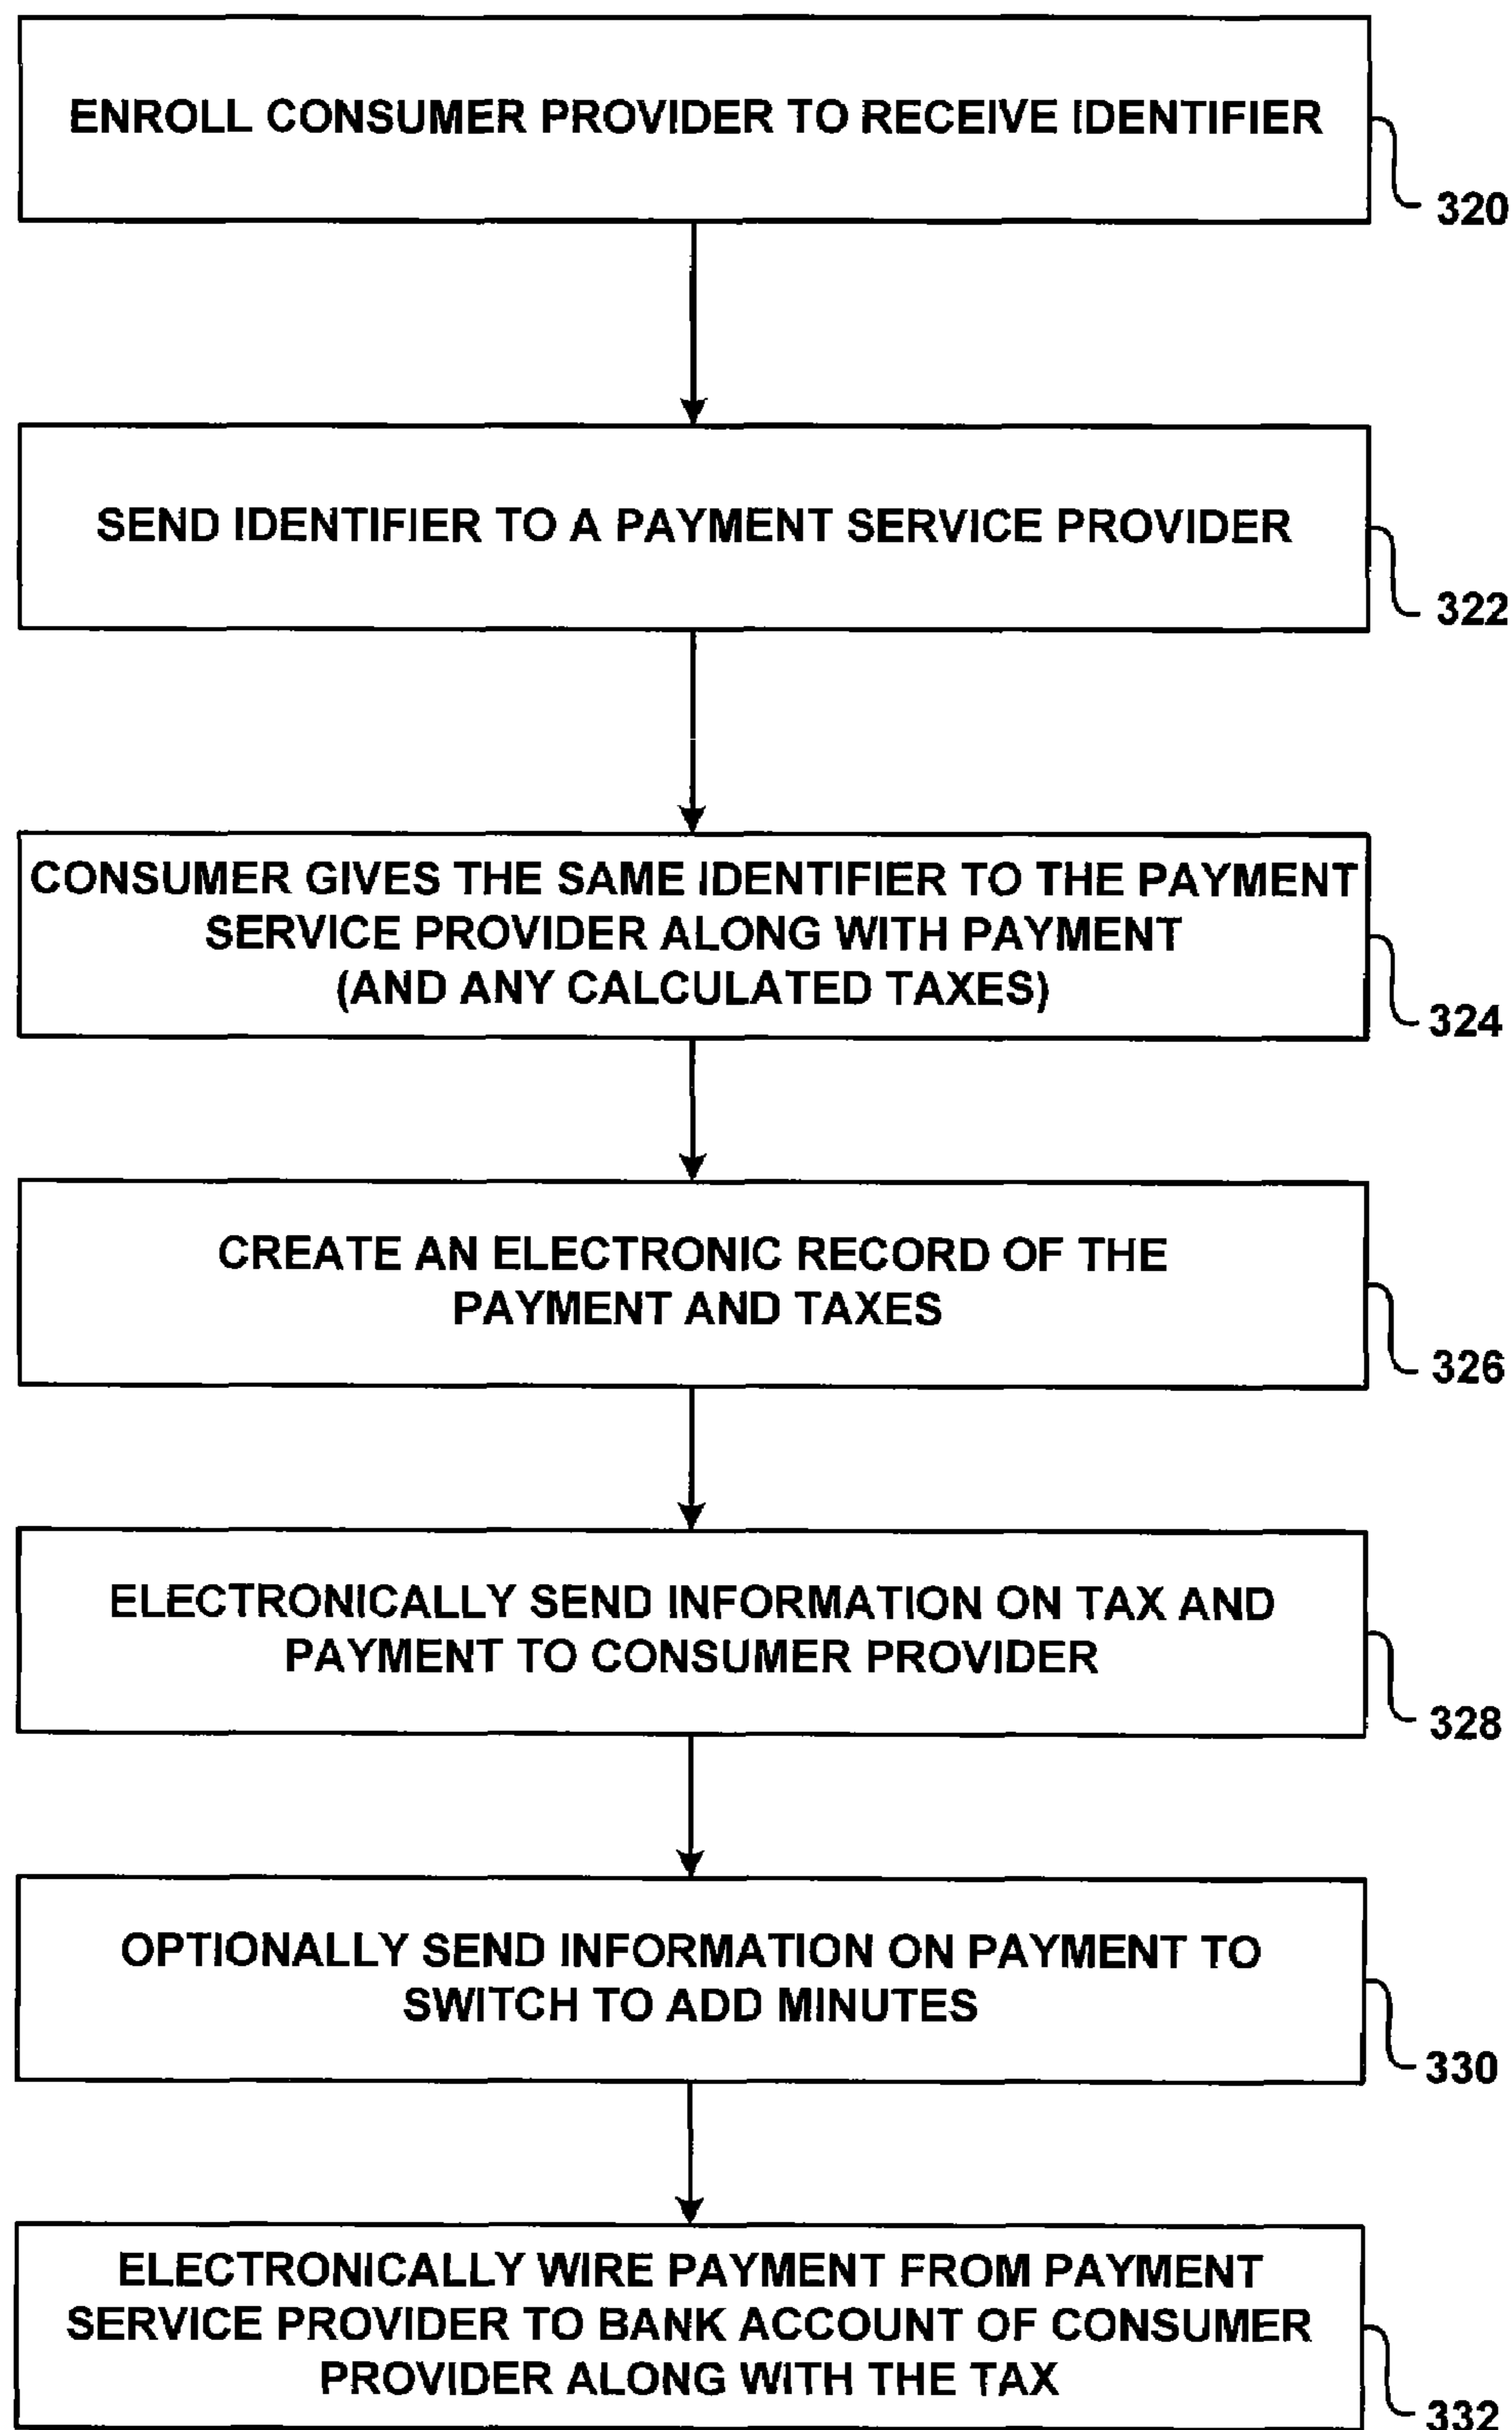 ENROLL CONSUMER PROVIDER TO RECEIVE IDENTIFIER
320
SEND IDENTIFIER TO A PAYMENT SERVICE PROVIDER
322
CONSUMER GIVES THE SAME IDENTIFIER TO THE PAYMENT
SERVICE PROVIDER ALONG WITH PAYMENT
(AND ANY CALCULATED TAXES)
324
CREATE AN ELECTRONIC RECORD OF THE
PAYMENT AND TAXES
326
ELECTRONICALLY SEND INFORMATION ON TAX AND
PAYMENT TO CONSUMER PROVIDER
328
OPTIONALLY SEND INFORMATION ON PAYMENT TO
SWITCH TO ADD MINUTES
330
ELECTRONICALLY WIRE PAYMENT FROM PAYMENT
SERVICE PROVIDER TO BANK ACCOUNT OF CONSUMER
PROVIDER ALONG WITH THE TAX
332